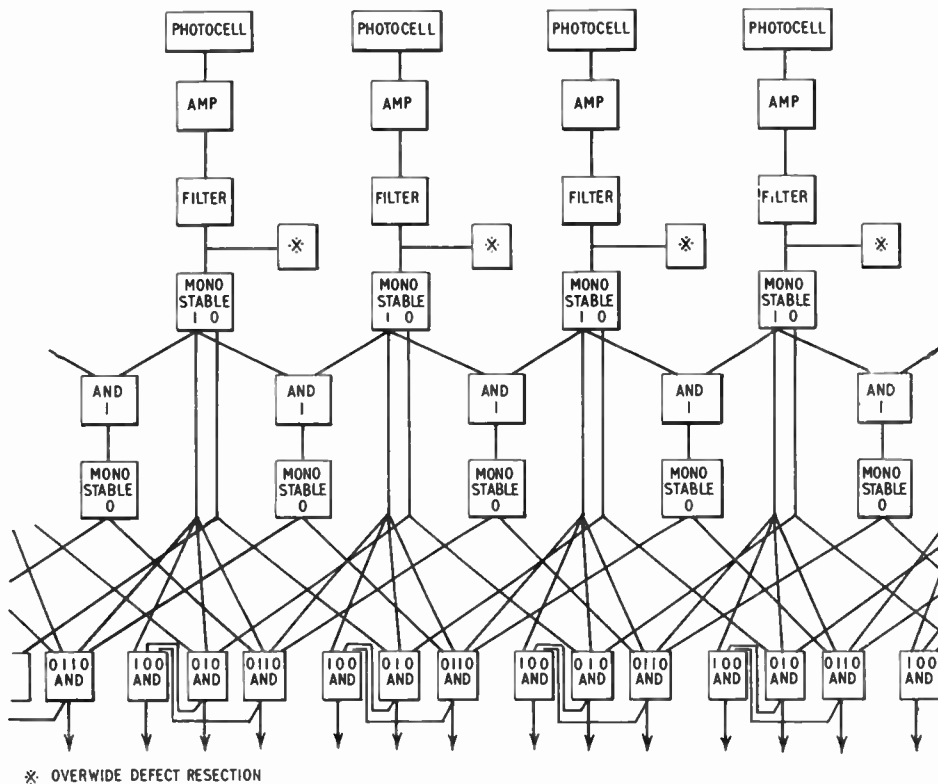 PHOTOCELL PHOTOCELL PHOTOCELL PHOTOCELL
AMP AMP AMP AMP
FILTER FILTER FILTER FILTER
※ ※ ※ ※
MONO MONO MONO MONO
STABLE STABLE STABLE STABLE
1 0 1 0 1 0 1 0
AND AND AND AND AND
1 1 1 1 1
MONO MONO MONO MONO MONO
STABLE STABLE STABLE STABLE STABLE
0 0 0 0 0
0110 100 010 0110 100 010 0110 100 010 0110 100 010 0110 100
AND AND AND AND AND AND AND AND AND AND AND AND AND AND
※ OVERWIDE DEFECT RESECTION